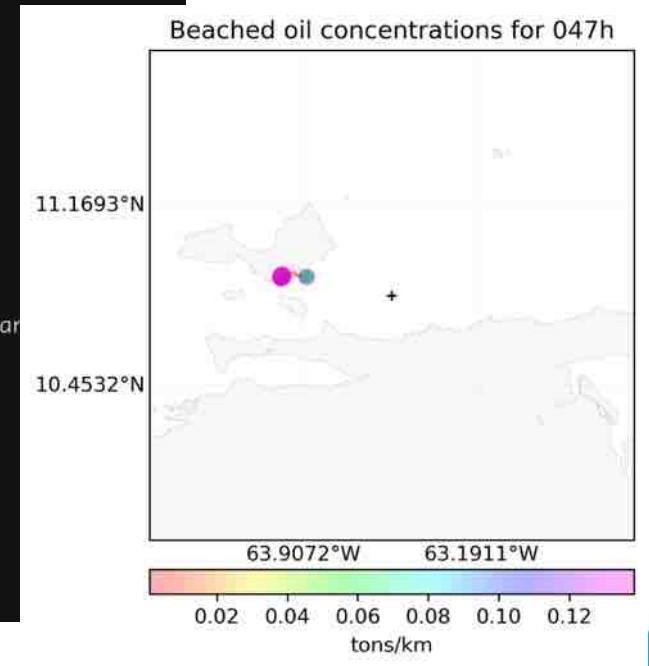 Beached oil concentrations for 047h
11.1693°N
ar
10.4532°N
63.9072°W 63.1911°W
0.02 0.04 0.06 0.08 0.10 0.12
tons/km